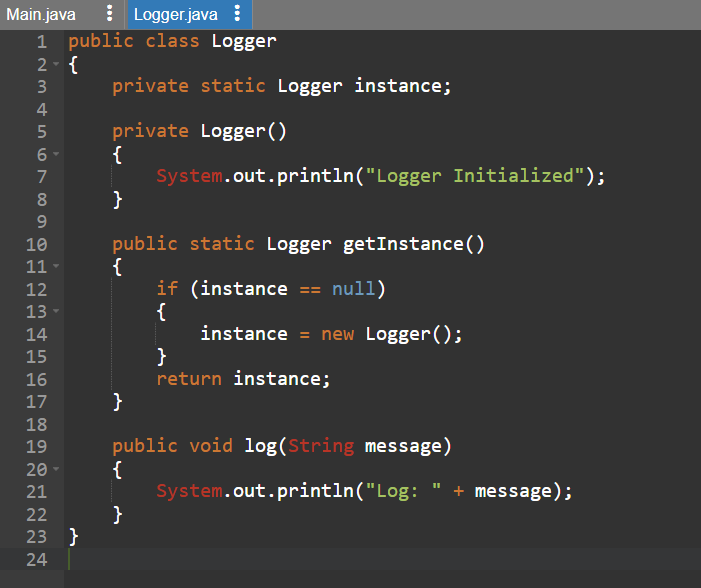 Main.java Logger.java
1 public class Logger
2 {
3     private static Logger instance;
4
5     private Logger()
6     {
7         System.out.println("Logger Initialized");
8     }
9
10     public static Logger getInstance()
11     {
12         if (instance == null)
13         {
14             instance = new Logger();
15         }
16         return instance;
17     }
18
19     public void log(String message)
20     {
21         System.out.println("Log: " + message);
22     }
23 }
24